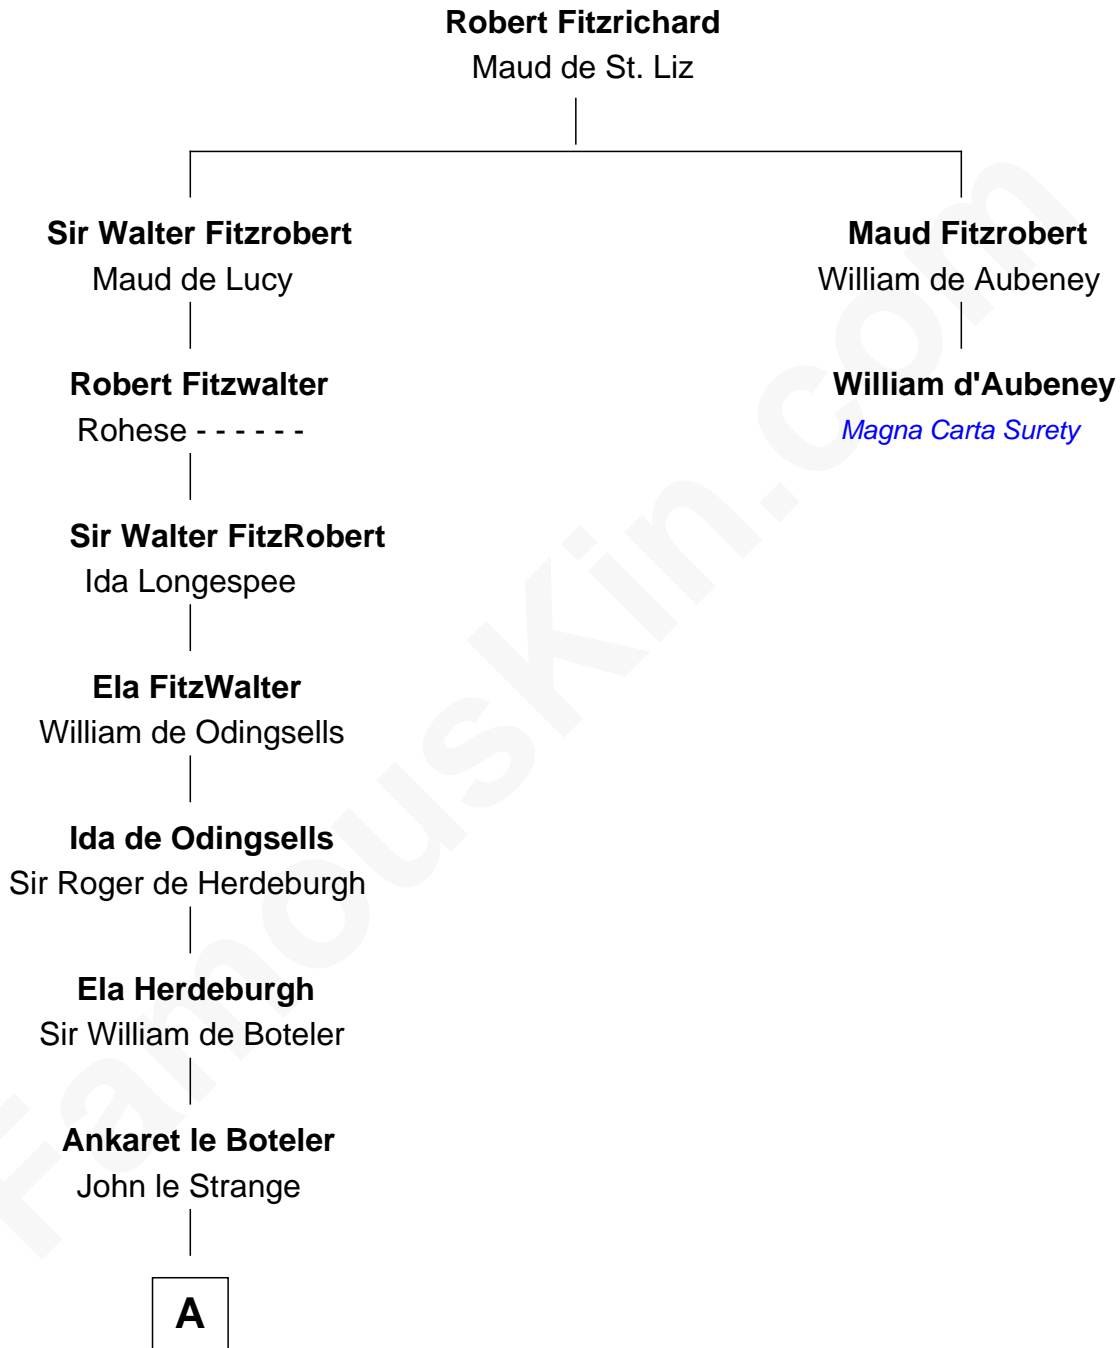 Robert Fitzrichard
Maud de St. Liz
Sir Walter Fitzrobert
Maud de Lucy
Maud Fitzrobert
William de Aubeney
Robert Fitzwalter
Rohese - - - - - -
William d'Aubeney
Magna Carta Surety
Sir Walter FitzRobert
Ida Longespee
Ela FitzWalter
William de Odingsells
Ida de Odingsells
Sir Roger de Herdeburgh
Ela Herdeburgh
Sir William de Boteler
Ankaret le Boteler
John le Strange
A
FamousKin.com